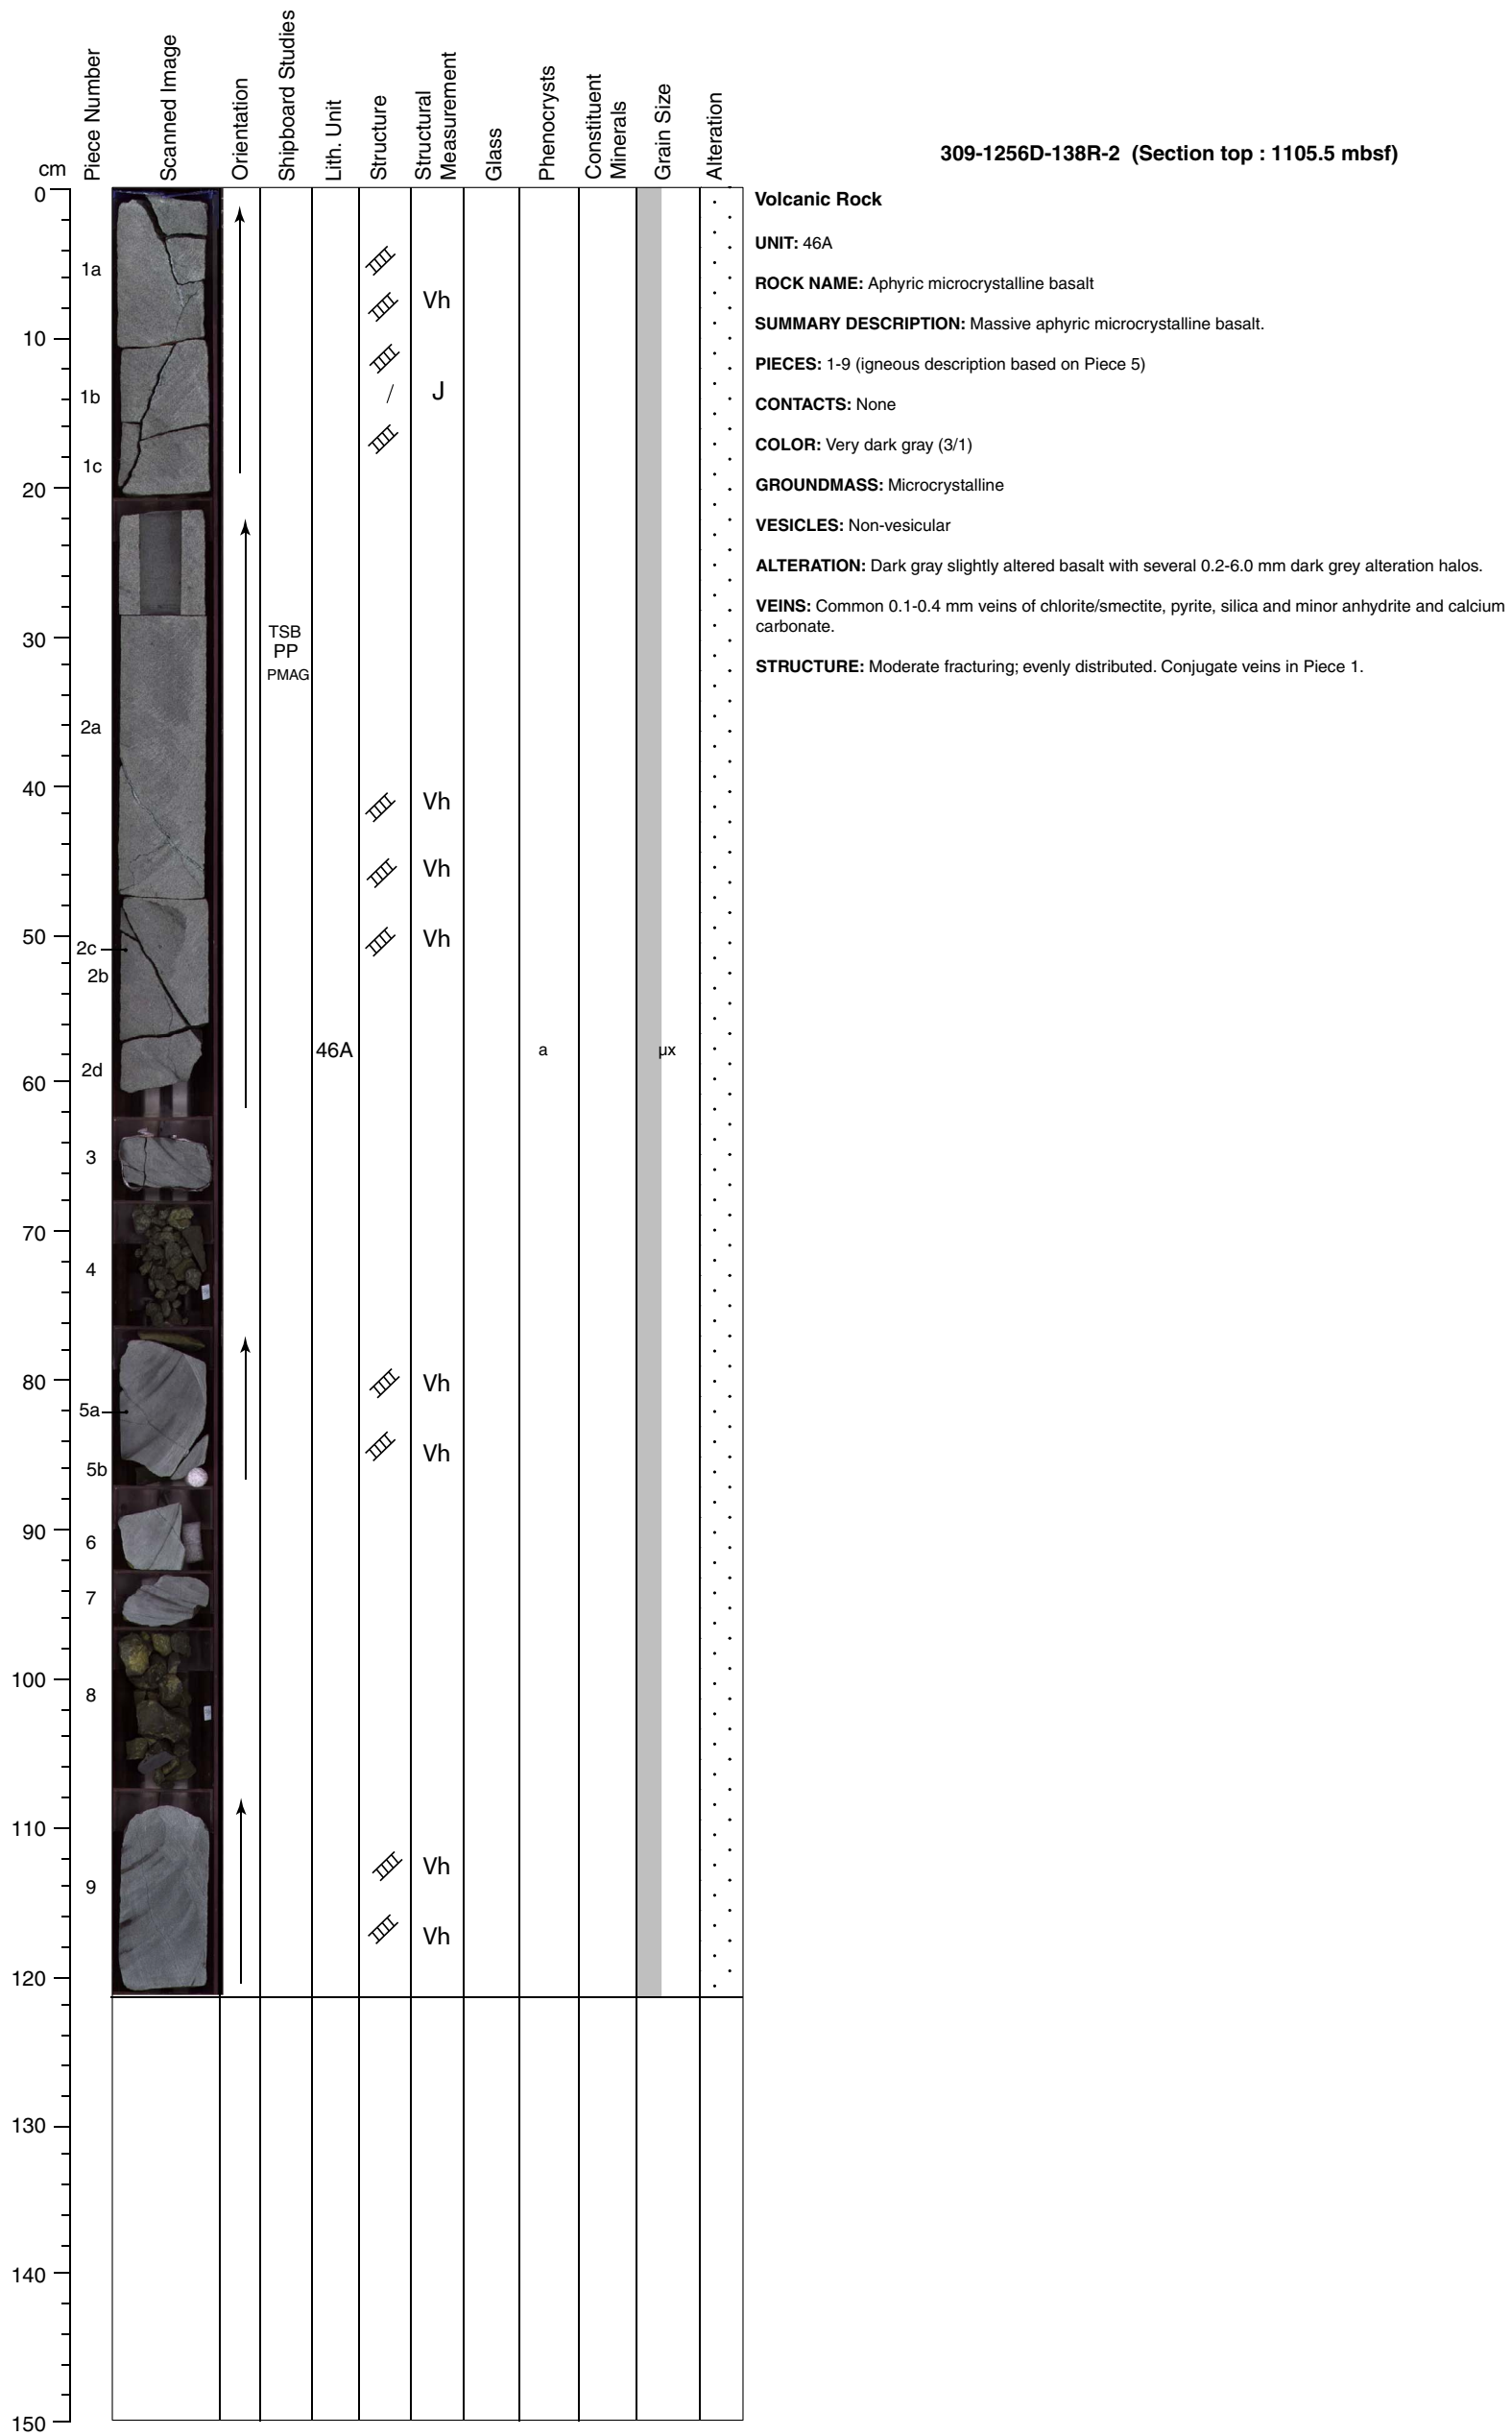 cm
Piece Number
Scanned Image
Orientation
Shipboard Studies
Lith. Unit
Structure
Structural
Measurement
Glass
Phenocrysts
Constituent
Minerals
Grain Size
Alteration
309-1256D-138R-2 (Section top : 1105.5 mbsf)
Volcanic Rock
UNIT: 46A
ROCK NAME: Aphyric microcrystalline basalt
SUMMARY DESCRIPTION: Massive aphyric microcrystalline basalt.
PIECES: 1-9 (igneous description based on Piece 5)
CONTACTS: None
COLOR: Very dark gray (3/1)
GROUNDMASS: Microcrystalline
VESICLES: Non-vesicular
ALTERATION: Dark gray slightly altered basalt with several 0.2-6.0 mm dark grey alteration halos.
VEINS: Common 0.1-0.4 mm veins of chlorite/smectite, pyrite, silica and minor anhydrite and calcium
carbonate.
STRUCTURE: Moderate fracturing; evenly distributed. Conjugate veins in Piece 1.
0
1a
Vh
10
1b
J
1c
20
30
TSB
PP
PMAG
2a
40
Vh
Vh
50
Vh
2c
2b
46A
a
µx
2d
60
3
70
4
80
Vh
5a
Vh
5b
90
6
7
100
8
110
Vh
9
Vh
120
130
140
150